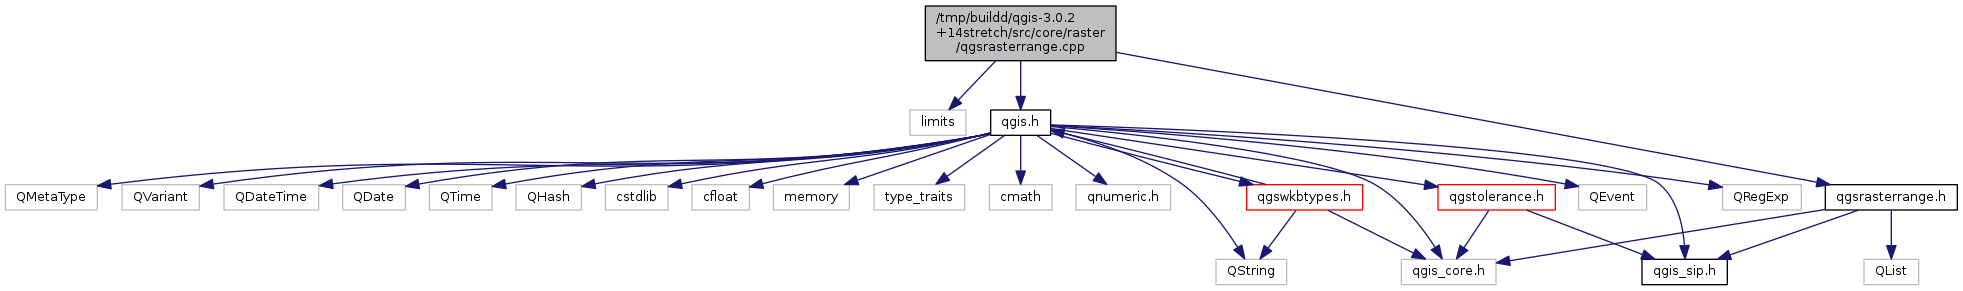 /tmp/buildd/qgis-3.0.2
+14stretch/src/core/raster
/qgsrasterrange.cpp
limits
qgis.h
QMetaType
QVariant
QDateTime
QDate
QTime
QHash
cstdlib
cfloat
memory
type_traits
cmath
qnumeric.h
qgswkbtypes.h
qgstolerance.h
QEvent
QRegExp
qgsrasterrange.h
QString
qgis_core.h
qgis_sip.h
QList